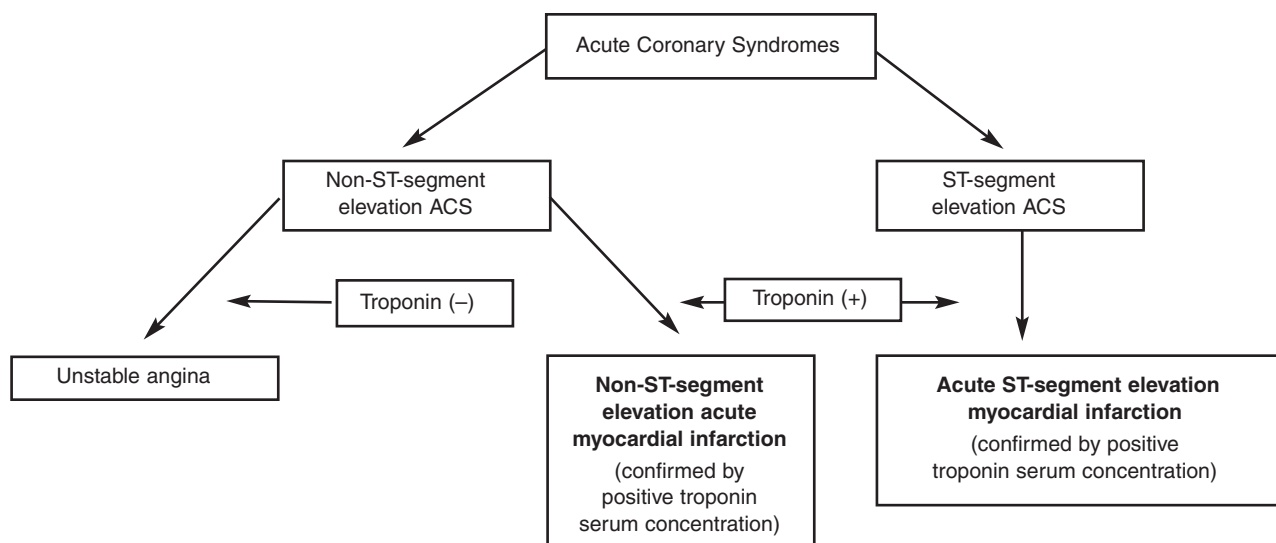 Acute Coronary Syndromes
Non-ST-segment
elevation ACS
ST-segment
elevation ACS
Troponin (–)
Troponin (+)
Unstable angina
Non-ST-segment
elevation acute
myocardial infarction
(confirmed by
positive troponin
serum concentration)
Acute ST-segment elevation
myocardial infarction
(confirmed by positive
troponin serum concentration)